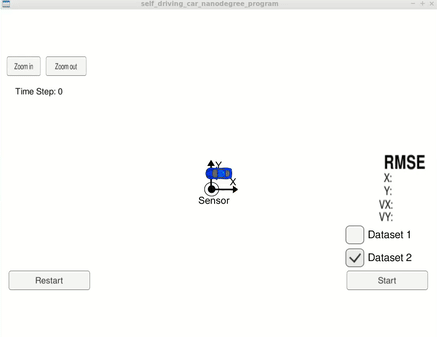 self_driving_car_nanodegree_program
Zoom in
Zoom out
Time Step: 0
Y
X
Sensor
RMSE
X:
Y:
VX:
VY:
Dataset 1
Dataset 2
Restart
Start